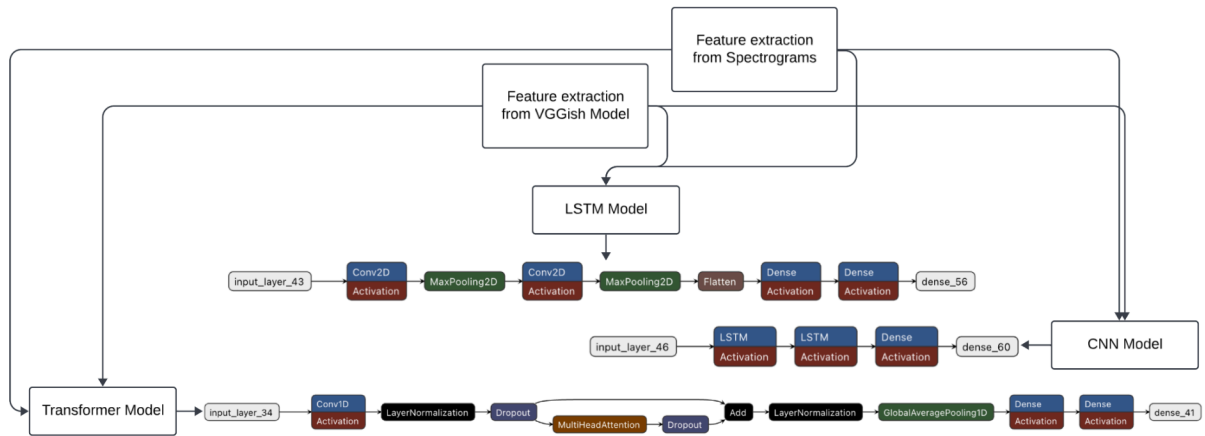 Feature extraction
from Spectrograms
Feature extraction
from VGGish Model
LSTM Model
input_layer_43
Conv2D
Activation
MaxPooling2D
Conv2D
Activation
MaxPooling2D
Flatten
Dense
Activation
Dense
Activation
dense_56
input_layer_46
LSTM
Activation
LSTM
Activation
Dense
Activation
dense_60
CNN Model
Transformer Model
input_layer_34
Conv1D
Activation
LayerNormalization
Dropout
MultiHeadAttention
Dropout
Add
LayerNormalization
GlobalAveragePooling1D
Dense
Activation
Dense
Activation
dense_41